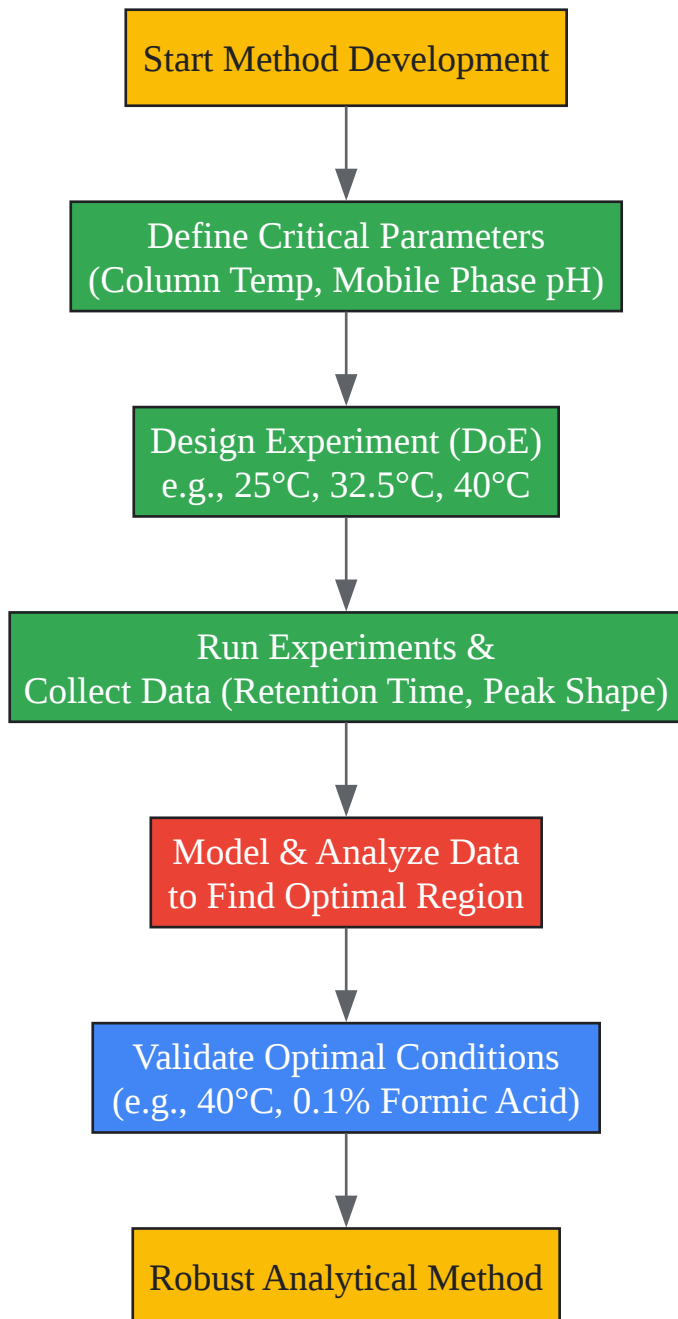 Start Method Development
Define Critical Parameters
(Column Temp, Mobile Phase pH)
Design Experiment (DoE)
e.g., 25°C, 32.5°C, 40°C
Run Experiments &
Collect Data (Retention Time, Peak Shape)
Model & Analyze Data
to Find Optimal Region
Validate Optimal Conditions
(e.g., 40°C, 0.1% Formic Acid)
Robust Analytical Method